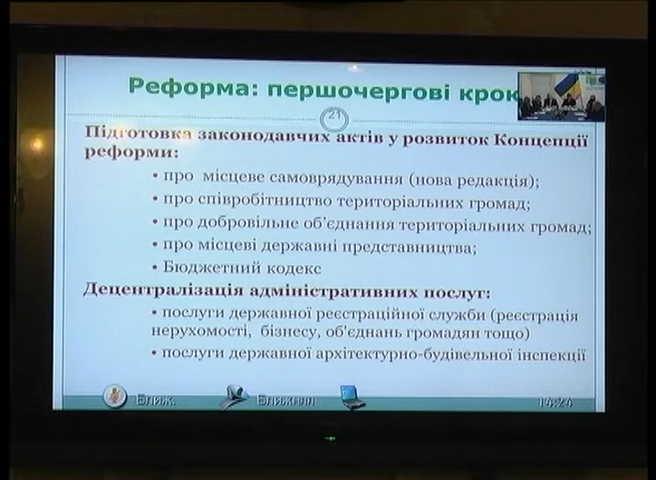 Реформа: першочергові крок
21
Підготовка законодавчих актів у розвиток Концепції
реформи:
• про місцеве самоврядування (нова редакція);
• про співробітництво територіальних громад;
• про добровільне об'єднання територіальних громад;
• про місцеві державні представництва;
• Бюджетний кодекс
Децентралізація адміністративних послуг:
• послуги державної реєстраційної служби (реєстрація
нерухомості, бізнесу, об'єднань громадян тощо)
• послуги державної архітектурно-будівельної інспекції
Ближ. Ближняя 14:24